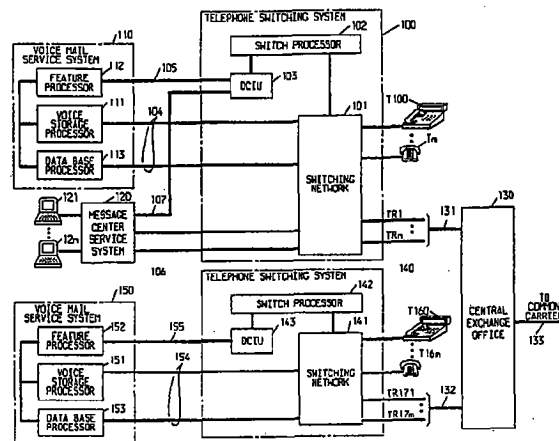 TELEPHONE SWITCHING SYSTEM
102
SWITCH PROCESSOR
100
110
VOICE MAIL
SERVICE SYSTEM
112
FEATURE
PROCESSOR
105
103
DCIU
111
VOICE
STORAGE
PROCESSOR
104
101
T100
Tm
113
DATA BASE
PROCESSOR
SWITCHING
NETWORK
121
120
107
12m
MESSAGE
CENTER
SERVICE
SYSTEM
TR1
TRn
131
130
106
140
TELEPHONE SWITCHING SYSTEM
142
SWITCH PROCESSOR
150
VOICE MAIL
SERVICE SYSTEM
152
FEATURE
PROCESSOR
155
143
DCIU
141
T160
T16m
151
VOICE
STORAGE
PROCESSOR
154
SWITCHING
NETWORK
CENTRAL
EXCHANGE
OFFICE
TO
COMMON
CARRIER
133
153
DATA BASE
PROCESSOR
TR171
TR17m
132